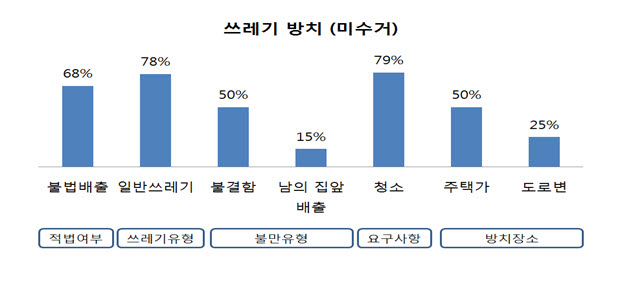 쓰레기 방치 (미수거)
68%
78%
50%
15%
79%
50%
25%
불법배출
일반쓰레기
불결함
남의 집앞
배출
청소
주택가
도로변
적법여부
쓰레기유형
불만유형
요구사항
방치장소